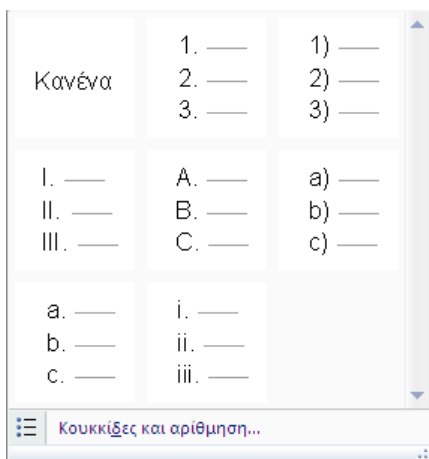 Κανένα
1.
2.
3.
1)
2)
3)
I.
II.
III.
A.
B.
C.
a)
b)
c)
a.
b.
c.
i.
ii.
iii.
Κουκκίδες και αρίθμηση...